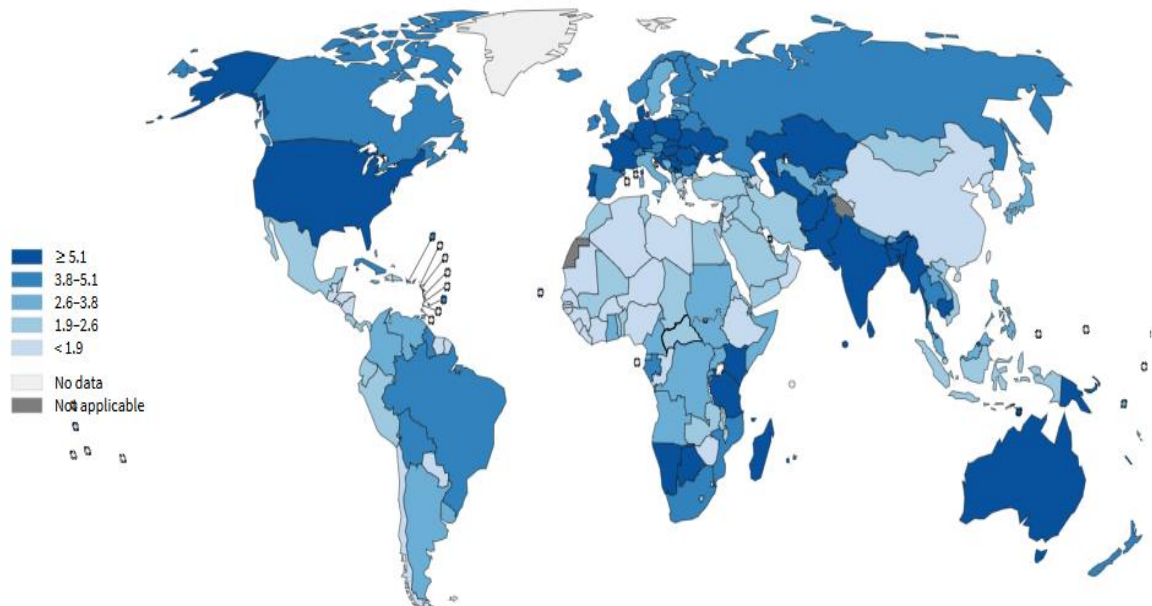 ≥ 5.1
3.8–5.1
2.6–3.8
1.9–2.6
< 1.9
No data
Not applicable